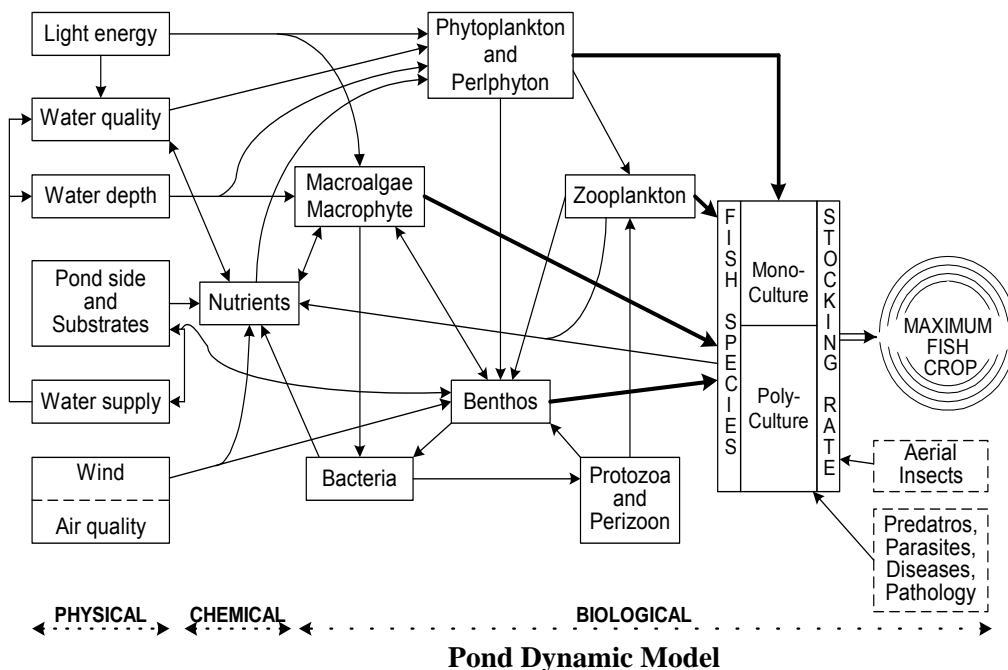 Light energy
Water quality
Water depth
Pond side
and
Substrates
Water supply
Wind
Air quality
Nutrients
Phytoplankton
and
Perlphyton
Macroalgae
Macrophyte
Zooplankton
Benthos
Bacteria
Protozoa
and
Perizoon
FISH SPECIES
Mono-
Culture
Poly-
Culture
STOCKING RATE
MAXIMUM
FISH
CROP
Aerial
Insects
Predatros,
Parasites,
Diseases,
Pathology
PHYSICAL
CHEMICAL
BIOLOGICAL
Pond Dynamic Model